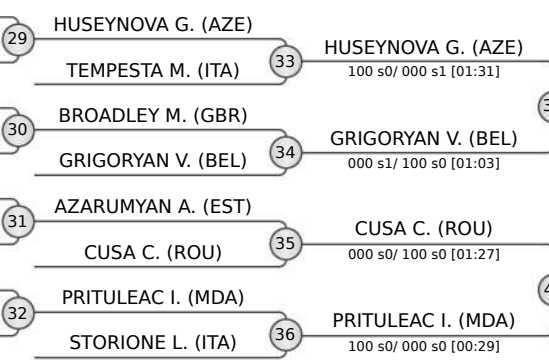 HUSEYNOVA G. (AZE)
29
HUSEYNOVA G. (AZE)
TEMPESTA M. (ITA)
33
100 s0/ 000 s1 [01:31]
BROADLEY M. (GBR)
30
GRIGORYAN V. (BEL)
GRIGORYAN V. (BEL)
34
000 s1/ 100 s0 [01:03]
AZARUMYAN A. (EST)
31
CUSA C. (ROU)
CUSA C. (ROU)
35
000 s0/ 100 s0 [01:27]
PRITULEAC I. (MDA)
32
PRITULEAC I. (MDA)
STORIONE L. (ITA)
36
100 s0/ 000 s0 [00:29]